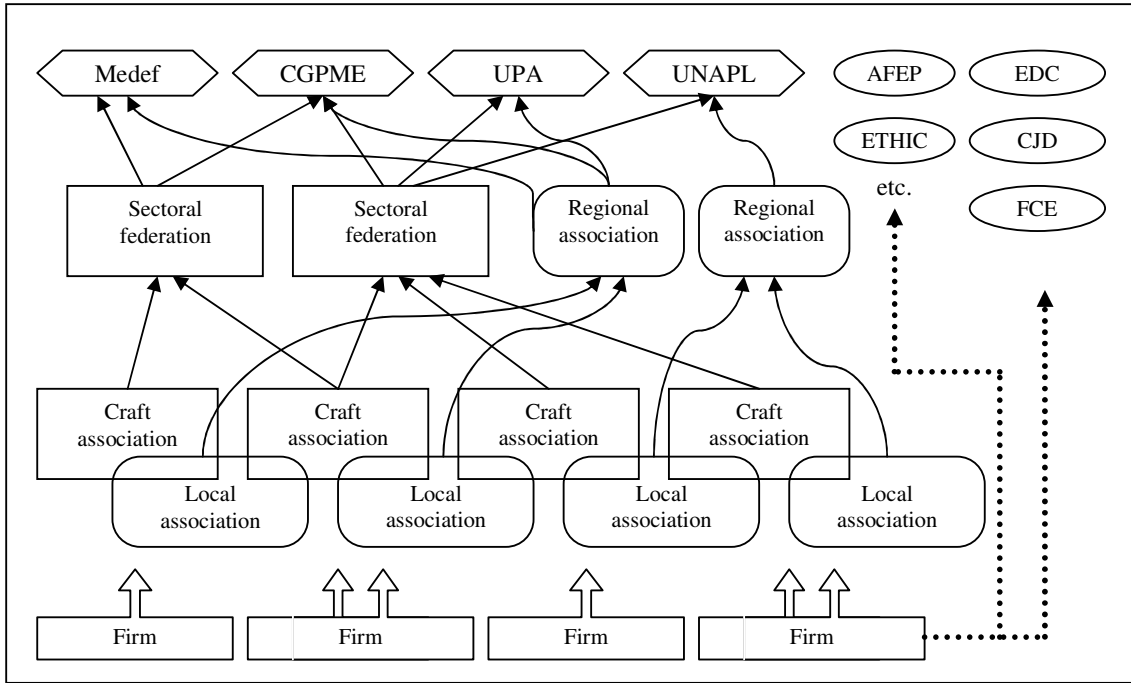 Medef
CGPME
UPA
UNAPL
AFEP
EDC
ETHIC
CJD
etc.
FCE
Sectoral
federation
Sectoral
federation
Regional
association
Regional
association
Craft
association
Craft
association
Craft
association
Craft
association
Local
association
Local
association
Local
association
Local
association
Firm
Firm
Firm
Firm